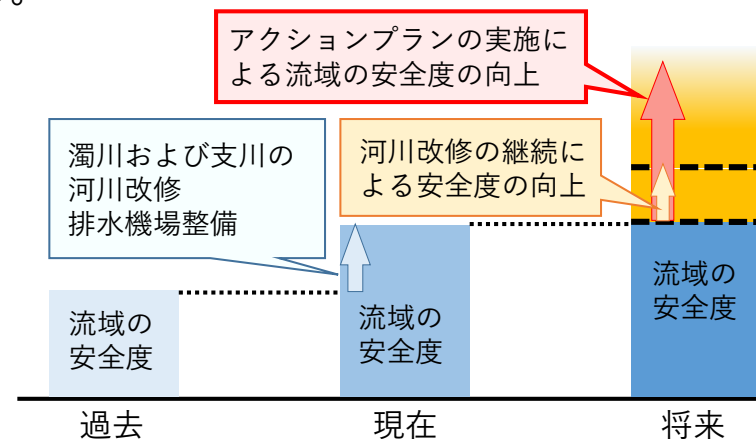 。
アクションプランの実施に
よる流域の安全度の向上
濁川および支川の
河川改修
排水機場整備
河川改修の継続に
よる安全度の向上
流域の
安全度
流域の
安全度
流域の
安全度
過去
現在
将来